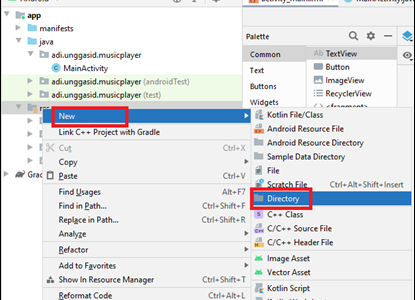 app
manifests
java
adi.unggasid.musicplayer
MainActivity
adi.unggasid.musicplayer (androidTest)
adi.unggasid.musicplayer (test)
res
Palette
Common
Text
Buttons
Widgets
Ab TextView
Button
ImageView
RecyclerView
<fragment>
New
Link C++ Project with Gradle
Cut Ctrl+X
Copy
Paste Ctrl+V
Find Usages Alt+F7
Find in Path... Ctrl+Shift+F
Replace in Path... Ctrl+Shift+R
Analyze
Refactor
Add to Favorites
Show In Resource Manager Ctrl+Shift+T
Reformat Code Ctrl+Alt+L
Kotlin File/Class
Android Resource File
Android Resource Directory
Sample Data Directory
File
Scratch File Ctrl+Alt+Shift+Insert
Directory
C++ Class
C/C++ Source File
C/C++ Header File
Image Asset
Vector Asset
Kotlin Script